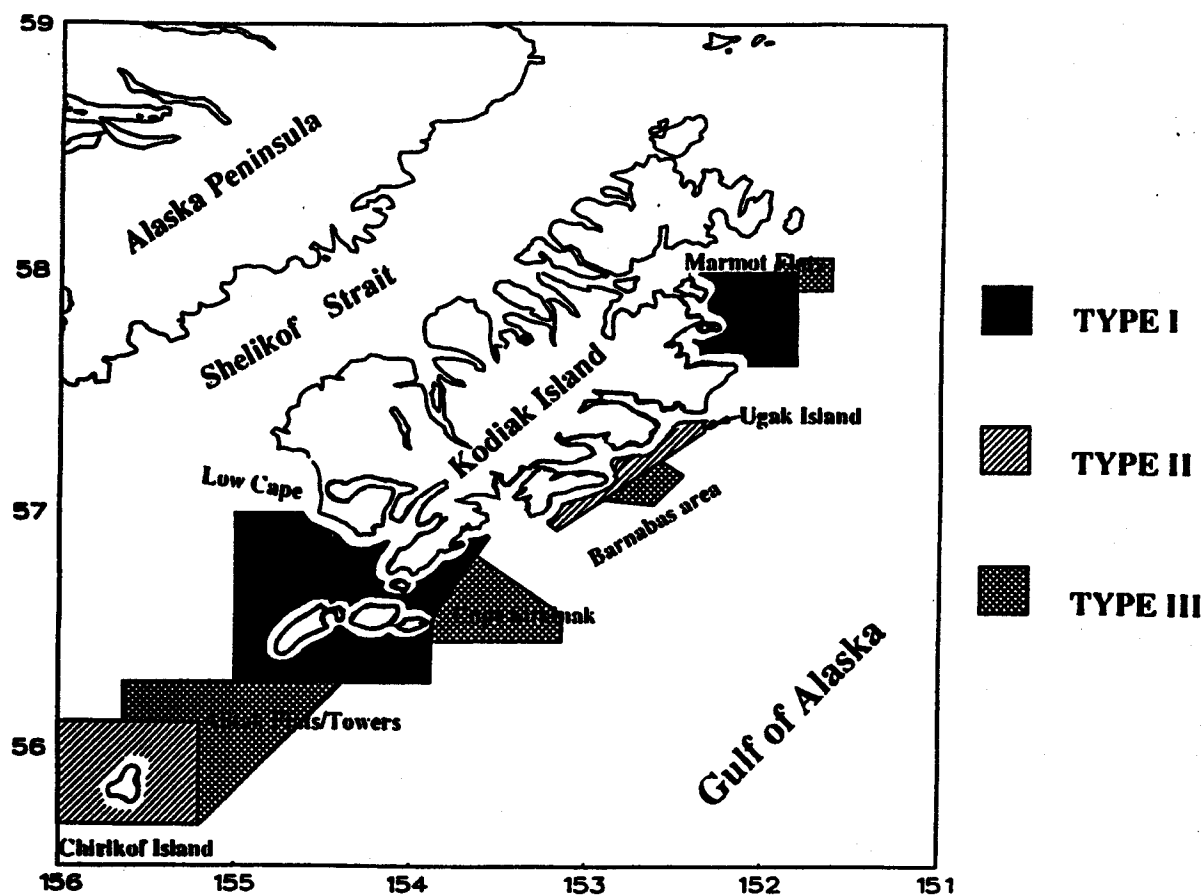 59
Alaska Peninsula
58
Shelikof Strait
Marmot
TYPE I
Kodiak Island
Ugak Island
TYPE II
Low Cape
57
Barnabas area
TYPE III
Gulf of Alaska
56
/Towers
Chirikof Island
156
155
154
153
152
151